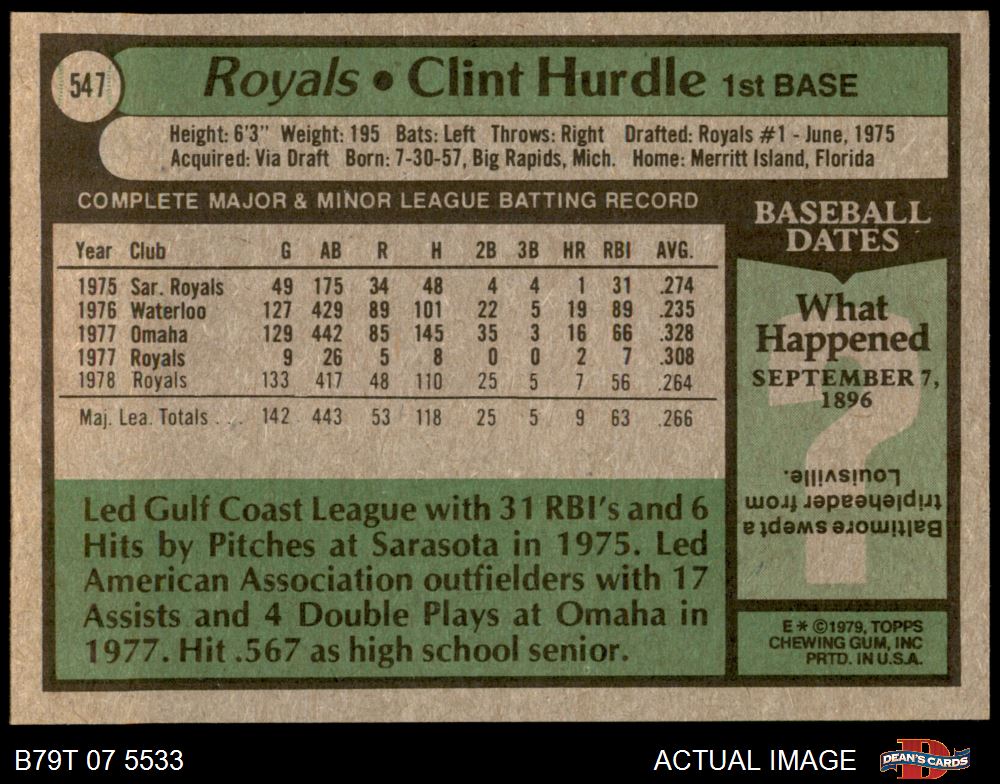 547
Royals • Clint Hurdle 1st BASE
Height: 6'3" Weight: 195 Bats: Left Throws: Right Drafted: Royals #1 - June, 1975
Acquired: Via Draft Born: 7-30-57, Big Rapids, Mich. Home: Merritt Island, Florida
COMPLETE MAJOR & MINOR LEAGUE BATTING RECORD
Year Club G AB R H 2B 3B HR RBI AVG.
1975 Sar. Royals 49 175 34 48 4 4 1 31 .274
1976 Waterloo 127 429 89 101 22 5 19 89 .235
1977 Omaha 129 442 85 145 35 3 16 66 .328
1977 Royals 9 26 5 8 0 0 2 7 .308
1978 Royals 133 417 48 110 25 5 7 56 .264
Maj. Lea. Totals . . . 142 443 53 118 25 5 9 63 .266
Led Gulf Coast League with 31 RBI's and 6
Hits by Pitches at Sarasota in 1975. Led
American Association outfielders with 17
Assists and 4 Double Plays at Omaha in
1977. Hit .567 as high school senior.
BASEBALL
DATES
What
Happened
SEPTEMBER 7,
1896
Baltimore swept a
tripleheader from
Louisville.
E * ©1979, TOPPS
CHEWING GUM, INC
PRTD. IN U.S.A.
B79T 07 5533
ACTUAL IMAGE
DEAN'S CARDS